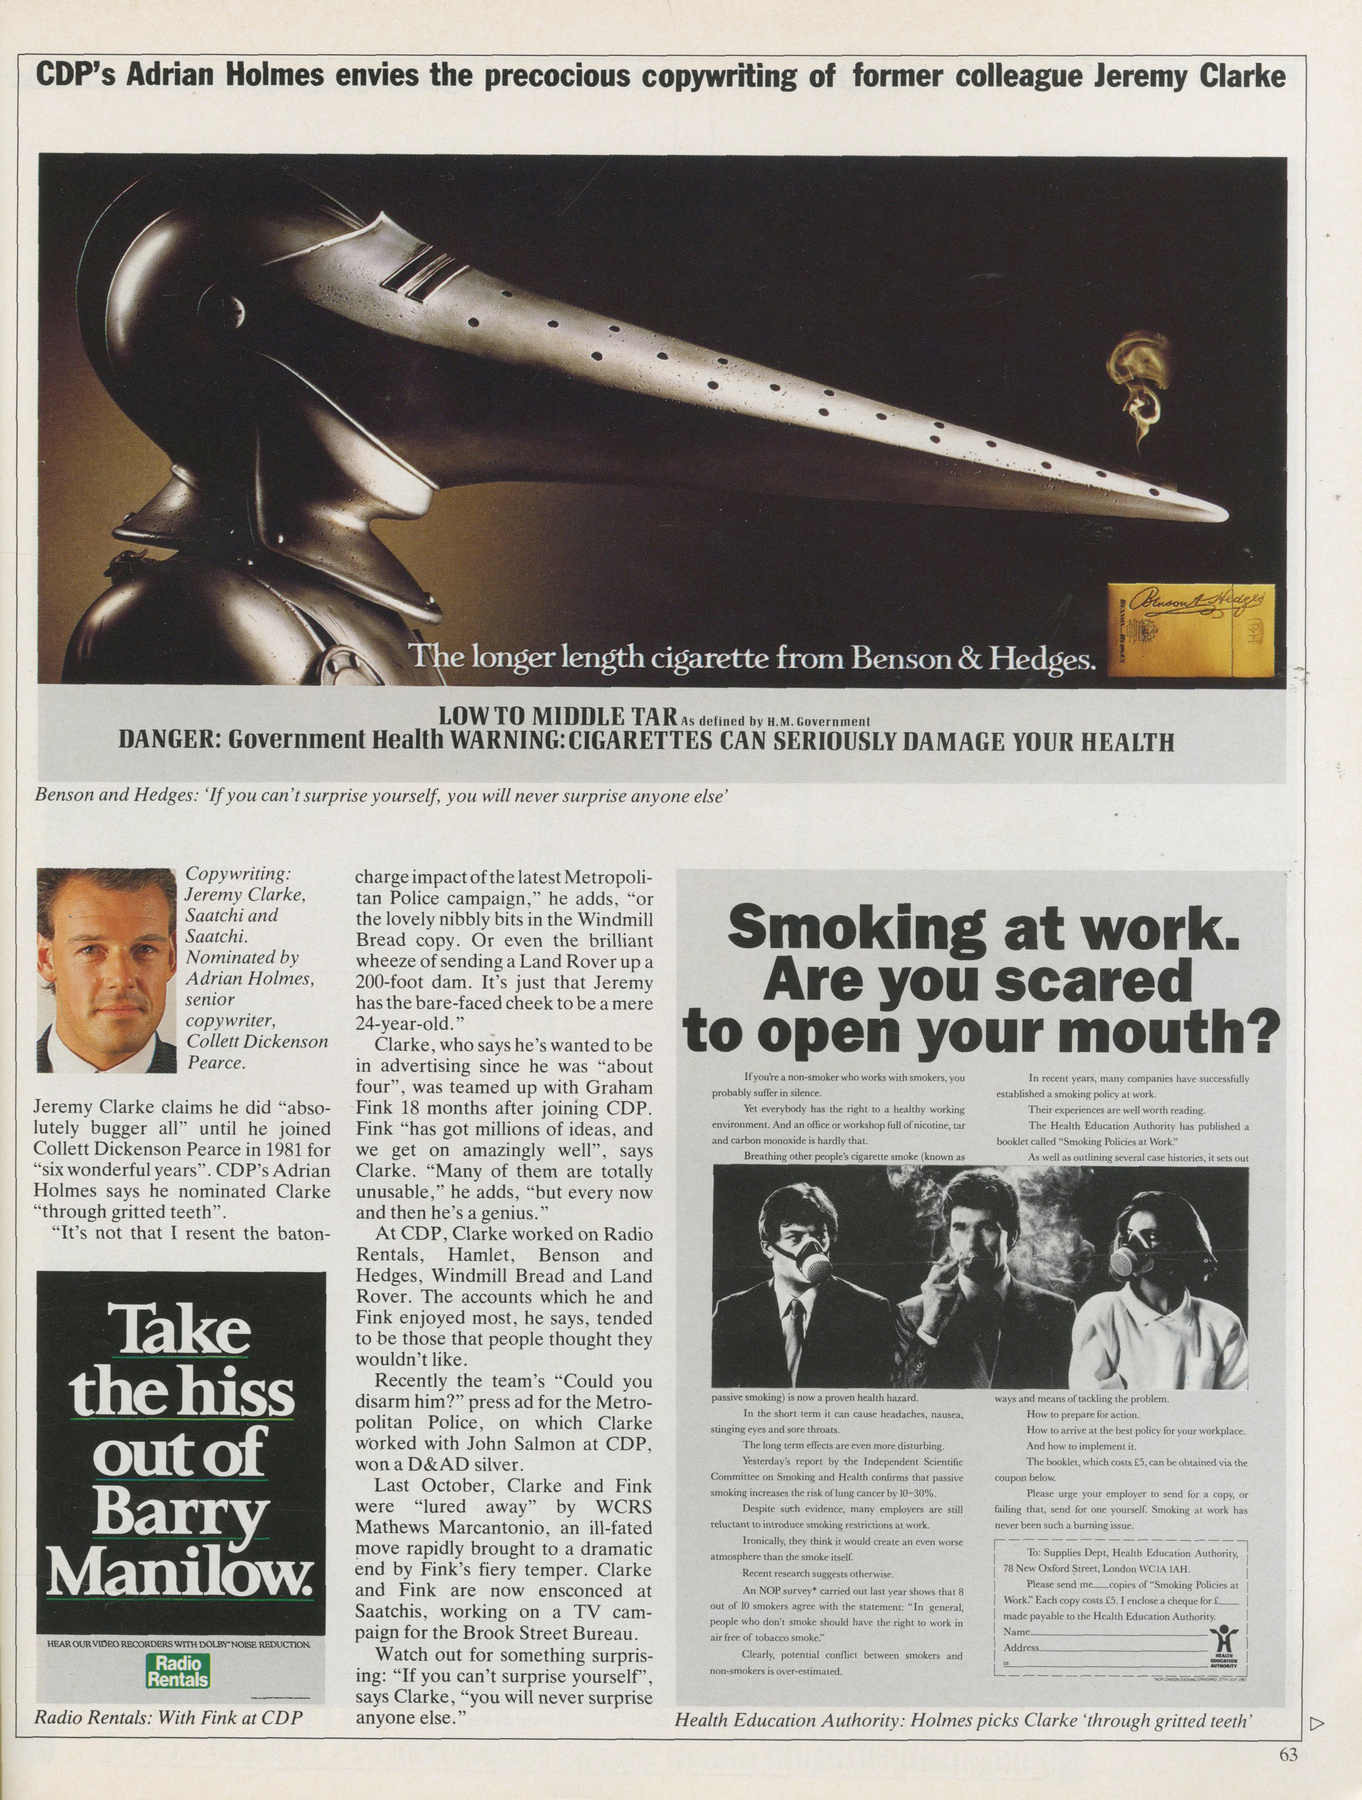 CDP's Adrian Holmes envies the precocious copywriting of former colleague Jeremy Clarke
Benson & Hedges
The longer length cigarette from Benson & Hedges.
LOW TO MIDDLE TAR As defined by H.M. Government
DANGER: Government Health WARNING: CIGARETTES CAN SERIOUSLY DAMAGE YOUR HEALTH
Benson and Hedges: 'If you can't surprise yourself, you will never surprise anyone else'
Copywriting:
Jeremy Clarke,
Saatchi and
Saatchi.
Nominated by
Adrian Holmes,
senior
copywriter,
Collett Dickenson
Pearce.
Jeremy Clarke claims he did "abso-
lutely bugger all" until he joined
Collett Dickenson Pearce in 1981 for
"six wonderful years". CDP's Adrian
Holmes says he nominated Clarke
"through gritted teeth".
"It's not that I resent the baton-
Take
the hiss
out of
Barry
Manilow.
HEAR OUR VIDEO RECORDERS WITH DOLBY* NOISE REDUCTION.
Radio
Rentals
Radio Rentals: With Fink at CDP
charge impact of the latest Metropoli-
tan Police campaign," he adds, "or
the lovely nibbly bits in the Windmill
Bread copy. Or even the brilliant
wheeze of sending a Land Rover up a
200-foot dam. It's just that Jeremy
has the bare-faced cheek to be a mere
24-year-old."
Clarke, who says he's wanted to be
in advertising since he was "about
four", was teamed up with Graham
Fink 18 months after joining CDP.
Fink "has got millions of ideas, and
we get on amazingly well", says
Clarke. "Many of them are totally
unusable," he adds, "but every now
and then he's a genius."
At CDP, Clarke worked on Radio
Rentals, Hamlet, Benson and
Hedges, Windmill Bread and Land
Rover. The accounts which he and
Fink enjoyed most, he says, tended
to be those that people thought they
wouldn't like.
Recently the team's "Could you
disarm him?" press ad for the Metro-
politan Police, on which Clarke
worked with John Salmon at CDP,
won a D&AD silver.
Last October, Clarke and Fink
were "lured away" by WCRS
Mathews Marcantonio, an ill-fated
move rapidly brought to a dramatic
end by Fink's fiery temper. Clarke
and Fink are now ensconced at
Saatchis, working on a TV cam-
paign for the Brook Street Bureau.
Watch out for something surpris-
ing: "If you can't surprise yourself",
says Clarke, "you will never surprise
anyone else."
Smoking at work.
Are you scared
to open your mouth?
If you're a non-smoker who works with smokers, you
probably suffer in silence.
Yet everybody has the right to a healthy working
environment. And an office or workshop full of nicotine, tar
and carbon monoxide is hardly that.
Breathing other people's cigarette smoke (known as
passive smoking) is now a proven health hazard.
In the short term it can cause headaches, nausea,
stinging eyes and sore throats.
The long term effects are even more disturbing.
Yesterday's report by the Independent Scientific
Committee on Smoking and Health confirms that passive
smoking increases the risk of lung cancer by 10-30%.
Despite such evidence, many employers are still
reluctant to introduce smoking restrictions at work.
Ironically, they think it would create an even worse
atmosphere than the smoke itself.
Recent research suggests otherwise.
An NOP survey* carried out last year shows that 8
out of 10 smokers agree with the statement: "In general,
people who don't smoke should have the right to work in
air free of tobacco smoke."
Clearly, potential conflict between smokers and
non-smokers is over-estimated.
In recent years, many companies have successfully
established a smoking policy at work.
Their experiences are well worth reading.
The Health Education Authority has published a
booklet called "Smoking Policies at Work."
As well as outlining several case histories, it sets out
ways and means of tackling the problem.
How to prepare for action.
How to arrive at the best policy for your workplace.
And how to implement it.
The booklet, which costs £5, can be obtained via the
coupon below.
Please urge your employer to send for a copy, or
failing that, send for one yourself. Smoking at work has
never been such a burning issue.
To: Supplies Dept, Health Education Authority,
78 New Oxford Street, London WC1A 1AH.
Please send me copies of "Smoking Policies at
Work." Each copy costs £5. I enclose a cheque for £
made payable to the Health Education Authority.
Name
Address
HEALTH
EDUCATION
AUTHORITY
Health Education Authority: Holmes picks Clarke 'through gritted teeth'
63